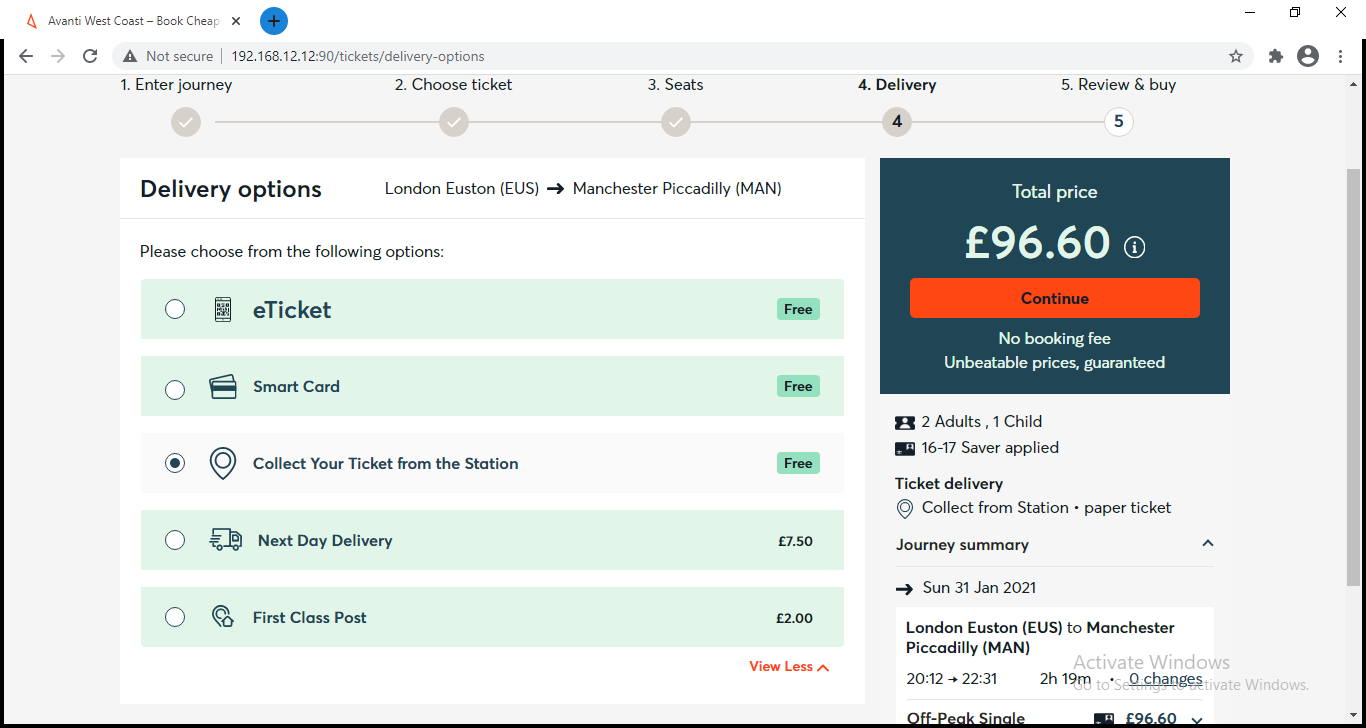 Avanti West Coast – Book Cheap
Not secure 192.168.12.12:90/tickets/delivery-options
1. Enter journey 2. Choose ticket 3. Seats 4. Delivery 5. Review & buy
4 5
Delivery options London Euston (EUS) → Manchester Piccadilly (MAN)
Please choose from the following options:
eTicket Free
Smart Card Free
Collect Your Ticket from the Station Free
Next Day Delivery £7.50
First Class Post £2.00
View Less
Total price
£96.60
Continue
No booking fee
Unbeatable prices, guaranteed
2 Adults , 1 Child
16-17 Saver applied
Ticket delivery
Collect from Station • paper ticket
Journey summary
→ Sun 31 Jan 2021
London Euston (EUS) to Manchester
Piccadilly (MAN)
20:12 → 22:31 2h 19m • 0 changes
Off-Peak Single £96.60
Activate Windows
Go to Settings to activate Windows.